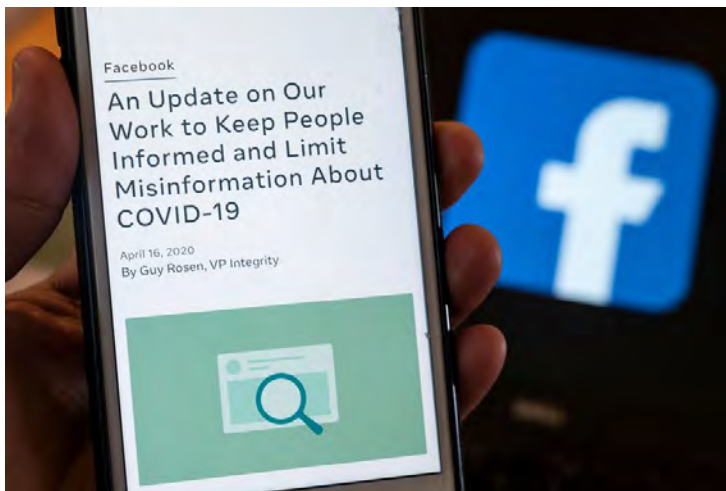 Facebook
An Update on Our
Work to Keep People
Informed and Limit
Misinformation About
COVID-19
April 16, 2020
By Guy Rosen, VP Integrity
f